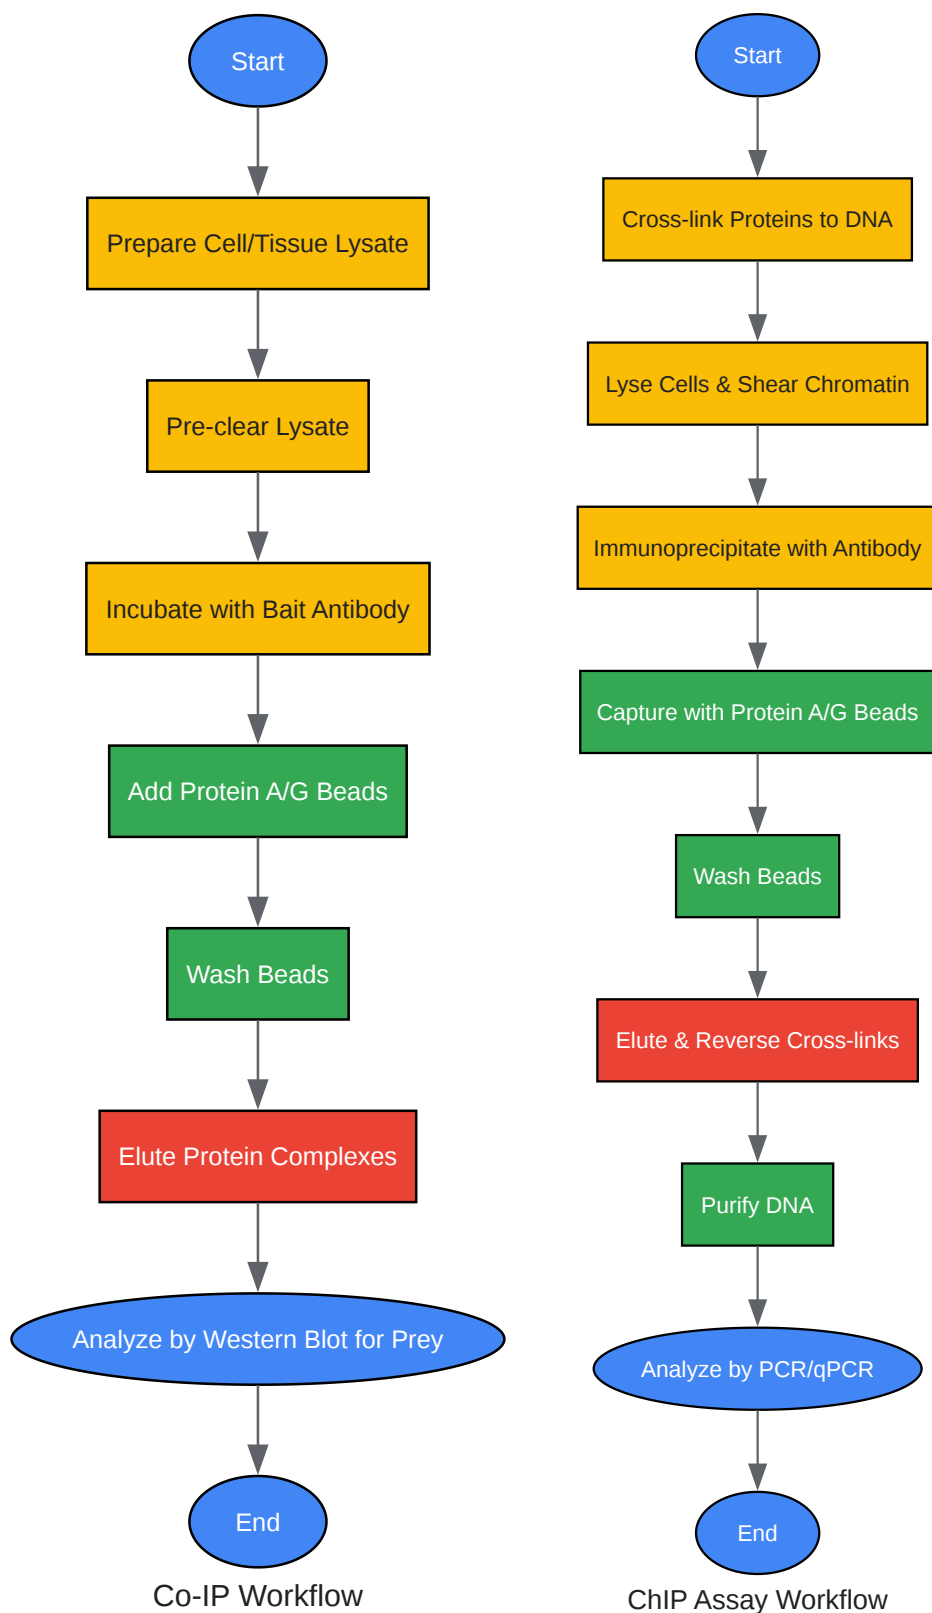 Start
Prepare Cell/Tissue Lysate
Pre-clear Lysate
Incubate with Bait Antibody
Add Protein A/G Beads
Wash Beads
Elute Protein Complexes
Analyze by Western Blot for Prey
End
Co-IP Workflow
Start
Cross-link Proteins to DNA
Lyse Cells & Shear Chromatin
Immunoprecipitate with Antibody
Capture with Protein A/G Beads
Wash Beads
Elute & Reverse Cross-links
Purify DNA
Analyze by PCR/qPCR
End
ChIP Assay Workflow